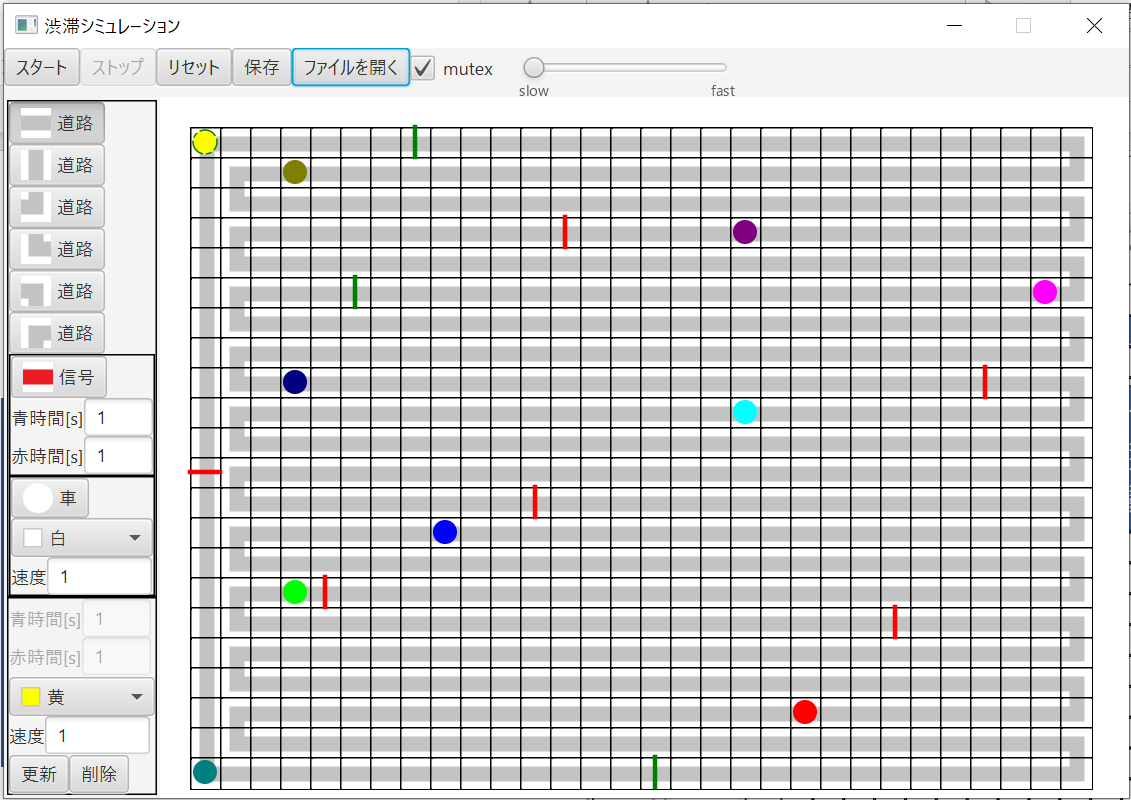 渋滞シミュレーション
スタート ストップ リセット 保存 ファイルを開く mutex
slow fast
道路
道路
道路
道路
道路
道路
信号
青時間[s] 1
赤時間[s] 1
車
白
速度 1
青時間[s] 1
赤時間[s] 1
黄
速度 1
更新 削除